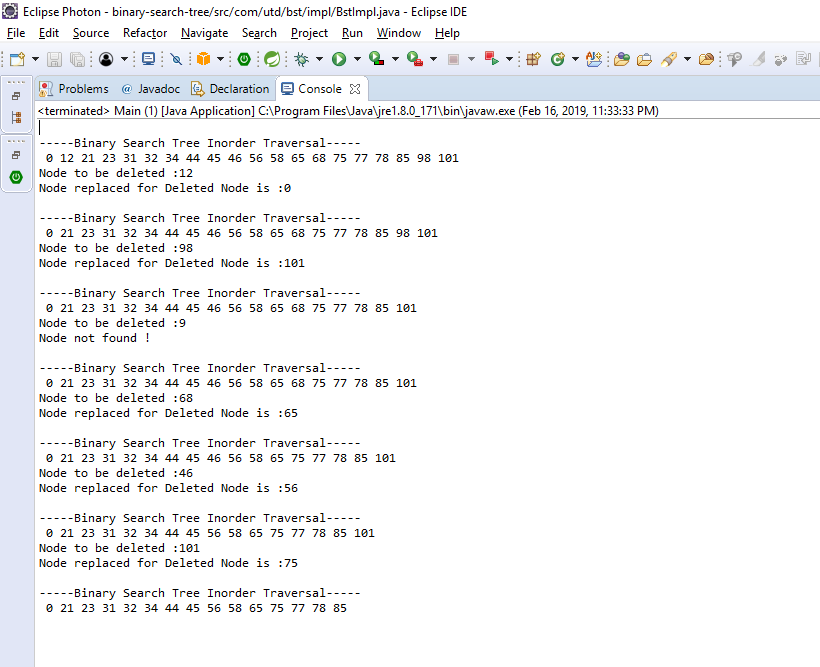 Eclipse Photon - binary-search-tree/src/com/utd/bst/impl/BstImpl.java - Eclipse IDE
File Edit Source Refactor Navigate Search Project Run Window Help
Problems @ Javadoc Declaration Console
<terminated> Main (1) [Java Application] C:\Program Files\Java\jre1.8.0_171\bin\javaw.exe (Feb 16, 2019, 11:33:33 PM)
-----Binary Search Tree Inorder Traversal-----
0 12 21 23 31 32 34 44 45 46 56 58 65 68 75 77 78 85 98 101
Node to be deleted :12
Node replaced for Deleted Node is :0
-----Binary Search Tree Inorder Traversal-----
0 21 23 31 32 34 44 45 46 56 58 65 68 75 77 78 85 98 101
Node to be deleted :98
Node replaced for Deleted Node is :101
-----Binary Search Tree Inorder Traversal-----
0 21 23 31 32 34 44 45 46 56 58 65 68 75 77 78 85 101
Node to be deleted :9
Node not found !
-----Binary Search Tree Inorder Traversal-----
0 21 23 31 32 34 44 45 46 56 58 65 68 75 77 78 85 101
Node to be deleted :68
Node replaced for Deleted Node is :65
-----Binary Search Tree Inorder Traversal-----
0 21 23 31 32 34 44 45 46 56 58 65 75 77 78 85 101
Node to be deleted :46
Node replaced for Deleted Node is :56
-----Binary Search Tree Inorder Traversal-----
0 21 23 31 32 34 44 45 56 58 65 75 77 78 85 101
Node to be deleted :101
Node replaced for Deleted Node is :75
-----Binary Search Tree Inorder Traversal-----
0 21 23 31 32 34 44 45 56 58 65 75 77 78 85